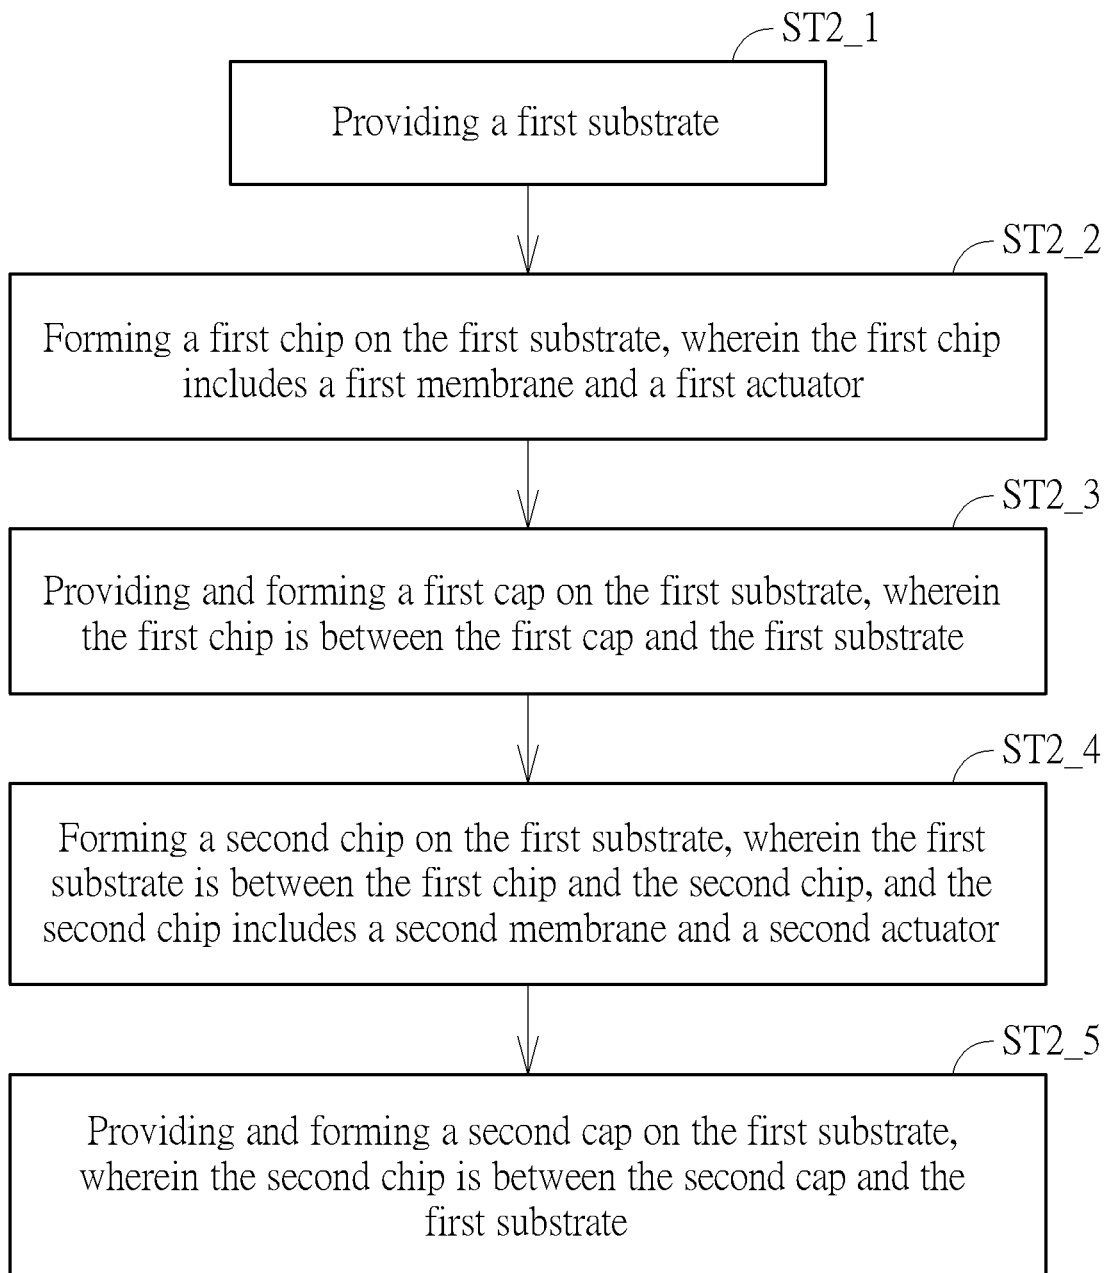 ST2_1
Providing a first substrate
ST2_2
Forming a first chip on the first substrate, wherein the first chip
includes a first membrane and a first actuator
ST2_3
Providing and forming a first cap on the first substrate, wherein
the first chip is between the first cap and the first substrate
ST2_4
Forming a second chip on the first substrate, wherein the first
substrate is between the first chip and the second chip, and the
second chip includes a second membrane and a second actuator
ST2_5
Providing and forming a second cap on the first substrate,
wherein the second chip is between the second cap and the
first substrate